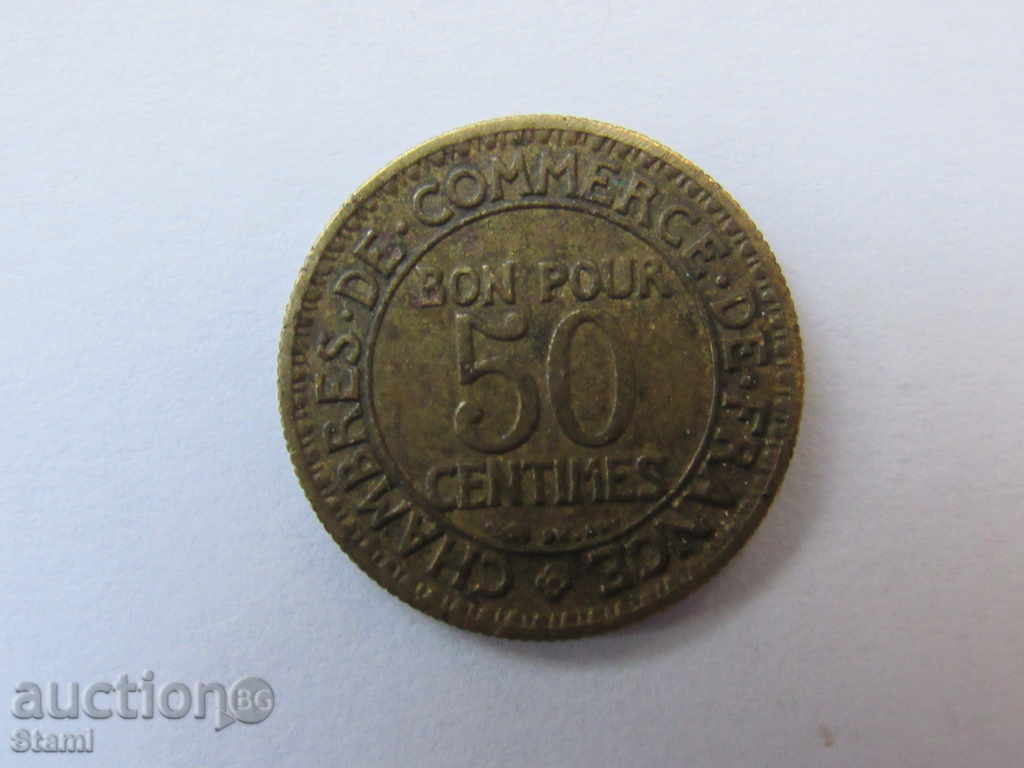 CHAMBRES·DE·COMMERCE·DE·FRANCE
BON POUR
50
CENTIMES
auction BG
Stami